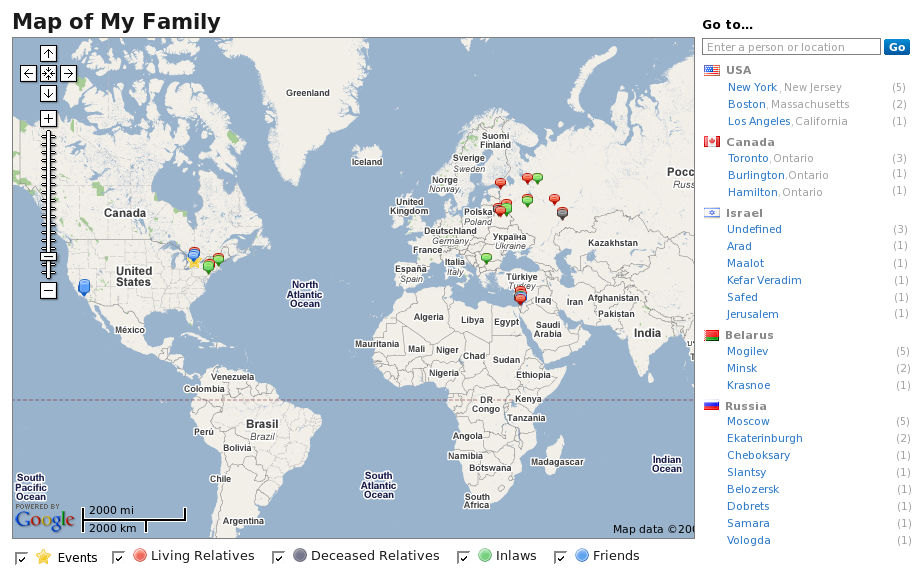 Map of My Family
Go to...
Enter a person or location
Go
USA
New York, New Jersey (5)
Boston, Massachusetts (2)
Los Angeles, California (1)
Canada
Toronto, Ontario (3)
Burlington, Ontario (1)
Hamilton, Ontario (1)
Israel
Undefined (3)
Arad (1)
Maalot (1)
Kefar Veradim (1)
Safed (1)
Jerusalem (1)
Belarus
Mogilev (5)
Minsk (2)
Krasnoe (1)
Russia
Moscow (5)
Ekaterinburgh (2)
Cheboksary (1)
Slantsy (1)
Belozersk (1)
Dobrets (1)
Samara (1)
Vologda (1)
Greenland
Iceland
Suomi
Finland
Sverige
Sweden
Norge
Norway
Росс
Russ
United
Kingdom
Polska
Poland
Deutschland
Germany
Україна
Ukraine
France
Kazakhstan
Italia
Italy
España
Spain
Türkiye
Turkey
Canada
United
States
North
Atlantic
Ocean
Iraq
Iran
Afghanistan
Pakistan
México
Algeria
Libya
Egypt
Saudi
Arabia
India
Mauritania
Mali
Niger
Chad
Sudan
Nigeria
Ethiopia
Venezuela
Colombia
DR
Congo
Kenya
Tanzania
Brasil
Brazil
Perú
Bolivia
Angola
Namibia
Botswana
Madagascar
Indian
Ocean
Chile
South
Pacific
Ocean
South
Atlantic
Ocean
South
Africa
Argentina
POWERED BY
Google
2000 mi
2000 km
Map data ©200
Events
Living Relatives
Deceased Relatives
Inlaws
Friends